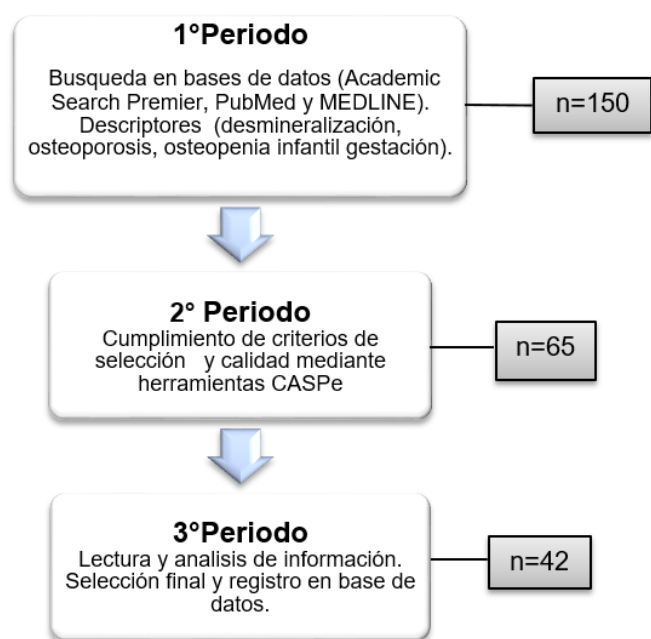 1°Periodo
Busqueda en bases de datos (Academic
Search Premier, PubMed y MEDLINE).
Descriptores (desmineralización,
osteoporosis, osteopenia infantil gestación).
n=150
2° Periodo
Cumplimiento de criterios de
selección y calidad mediante
herramientas CASPe
n=65
3°Periodo
Lectura y analisis de información.
Selección final y registro en base de
datos.
n=42